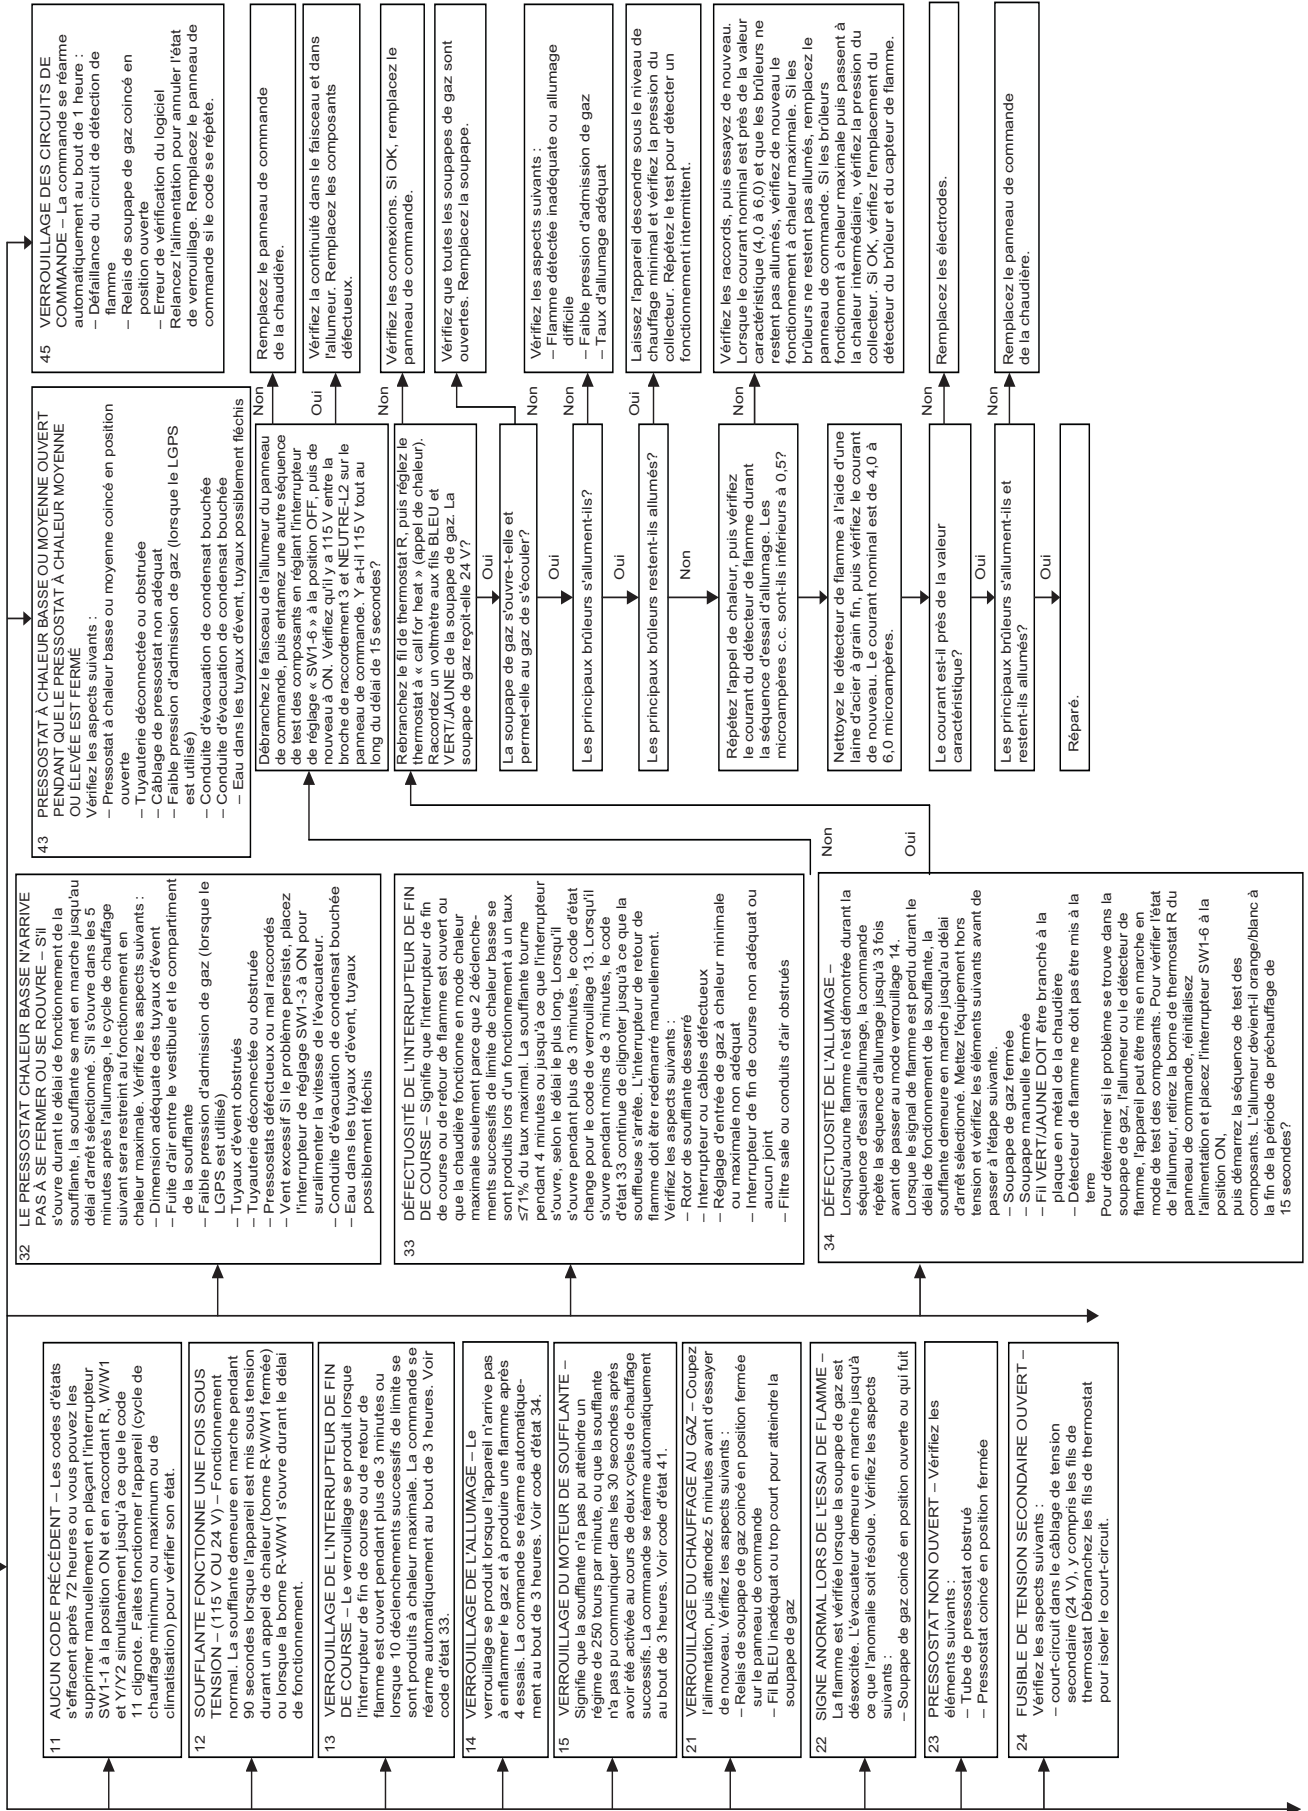 11 AUCUN CODE PRÉCÉDENT – Les codes d'états
s'effacent après 72 heures ou vous pouvez les
supprimer manuellement en plaçant l'interrupteur
SW1-1 à la position ON et en raccordant R, W/W1
et Y/Y2 simultanément jusqu'à ce que le code
11 clignote. Faites fonctionner l'appareil (cycle de
chauffage minimum ou maximum ou de
climatisation) pour vérifier son état.
12 SOUFFLANTE FONCTIONNE UNE FOIS SOUS
TENSION – (115 V OU 24 V) – Fonctionnement
normal. La soufflante demeure en marche pendant
90 secondes lorsque l'appareil est mis sous tension
durant un appel de chaleur (borne R-W/W1 fermée)
ou lorsque la borne R-W/W1 s'ouvre durant le délai
de fonctionnement.
13 VERROUILLAGE DE L'INTERRUPTEUR DE FIN
DE COURSE – Le verrouillage se produit lorsque
l'interrupteur de fin de course ou de retour de
flamme est ouvert pendant plus de 3 minutes ou
lorsque 10 déclenchements successifs de limite se
sont produits à chaleur maximale. La commande se
réarme automatiquement au bout de 3 heures. Voir
code d'état 33.
14 VERROUILLAGE DE L'ALLUMAGE – Le
verrouillage se produit lorsque l'appareil n'arrive pas
à enflammer le gaz et à produire une flamme après
4 essais. La commande se réarme automatique-
ment au bout de 3 heures. Voir code d'état 34.
15 VERROUILLAGE DU MOTEUR DE SOUFFLANTE –
Signifie que la soufflante n'a pas pu atteindre un
régime de 250 tours par minute, ou que la soufflante
n'a pas pu communiquer dans les 30 secondes après
avoir été activée au cours de deux cycles de chauffage
successifs. La commande se réarme automatiquement
au bout de 3 heures. Voir code d'état 41.
21 VERROUILLAGE DU CHAUFFAGE AU GAZ – Coupez
l'alimentation, puis attendez 5 minutes avant d'essayer
de nouveau. Vérifiez les aspects suivants :
– Relais de soupape de gaz coincé en position fermée
sur le panneau de commande
– Fil BLEU inadéquat ou trop court pour atteindre la
soupape de gaz
22 SIGNE ANORMAL LORS DE L'ESSAI DE FLAMME –
La flamme est vérifiée lorsque la soupape de gaz est
désexcitée. L'évacuateur demeure en marche jusqu'à
ce que l'anomalie soit résolue. Vérifiez les aspects
suivants :
– Soupape de gaz coincé en position ouverte ou qui fuit
23 PRESSOSTAT NON OUVERT – Vérifiez les
éléments suivants :
– Tube de pressostat obstrué
– Pressostat coincé en position fermée
24 FUSIBLE DE TENSION SECONDAIRE OUVERT –
Vérifiez les aspects suivants :
– court-circuit dans le câblage de tension
secondaire (24 V), y compris les fils de
thermostat Débranchez les fils de thermostat
pour isoler le court-circuit.
32 LE PRESSOSTAT CHALEUR BASSE N'ARRIVE
PAS À SE FERMER OU SE ROUVRE – S'il
s'ouvre durant le délai de fonctionnement de la
soufflante, la soufflante se met en marche jusqu'au
délai d'arrêt sélectionné. S'il s'ouvre dans les 5
minutes après l'allumage, le cycle de chauffage
suivant sera restreint au fonctionnement en
chaleur maximale. Vérifiez les aspects suivants :
– Dimension adéquate des tuyaux d'évent
– Fuite d'air entre le vestibule et le compartiment
de la soufflante
– Faible pression d'admission de gaz (lorsque le
LGPS est utilisé)
– Tuyaux d'évent obstrués
– Tuyauterie déconnectée ou obstruée
– Pressostats défectueux ou mal raccordés
– Vent excessif Si le problème persiste, placez
l'interrupteur de réglage SW1-3 à ON pour
suralimenter la vitesse de l'évacuateur.
– Conduite d'évacuation de condensat bouchée
– Eau dans les tuyaux d'évent, tuyaux
possiblement fléchis
33 DÉFECTUOSITÉ DE L'INTERRUPTEUR DE FIN
DE COURSE – Signifie que l'interrupteur de fin
de course ou de retour de flamme est ouvert ou
que la chaudière fonctionne en mode chaleur
maximale seulement parce que 2 déclenche-
ments successifs de limite de chaleur basse se
sont produits lors d'un fonctionnement à un taux
≤71% du taux maximal. La soufflante tourne
pendant 4 minutes ou jusqu'à ce que l'interrupteur
s'ouvre, selon le délai le plus long. Lorsqu'il
s'ouvre pendant plus de 3 minutes, le code d'état
change pour le code de verrouillage 13. Lorsqu'il
s'ouvre pendant moins de 3 minutes, le code
d'état 33 continue de clignoter jusqu'à ce que la
souffleuse s'arrête. L'interrupteur de retour de
flamme doit être redémarré manuellement.
Vérifiez les aspects suivants :
– Rotor de soufflante desserré
– Interrupteur ou câbles défectueux
– Réglage d'entrée de gaz à chaleur minimale
ou maximale non adéquat
– Interrupteur de fin de course non adéquat ou
aucun joint
– Filtre sale ou conduits d'air obstrués
34 DÉFECTUOSITÉ DE L'ALLUMAGE –
Lorsqu'aucune flamme n'est démontrée durant la
séquence d'essai d'allumage, la commande
répète la séquence d'allumage jusqu'à 3 fois
avant de passer au mode verrouillage 14.
Lorsque le signal de flamme est perdu durant le
délai de fonctionnement de la soufflante, la
soufflante demeure en marche jusqu'au délai
d'arrêt sélectionné. Mettez l'équipement hors
tension et vérifiez les éléments suivants avant de
passer à l'étape suivante.
– Soupape de gaz fermée
– Soupape manuelle fermée
– Fil VERT/JAUNE DOIT être branché à la
plaque en métal de la chaudière
– Détecteur de flamme ne doit pas être mis à la
terre
Pour déterminer si le problème se trouve dans la
soupape de gaz, l'allumeur ou le détecteur de
flamme, l'appareil peut être mis en marche en
mode de test des composants. Pour vérifier l'état
de l'allumeur, retirez la borne de thermostat R du
panneau de commande, réinitialisez
l'alimentation et placez l'interrupteur SW1-6 à la
position ON,
puis démarrez la séquence de test des
composants. L'allumeur devient-il orange/blanc à
la fin de la période de préchauffage de
15 secondes?
Non
Oui
43 PRESSOSTAT À CHALEUR BASSE OU MOYENNE OUVERT
PENDANT QUE LE PRESSOSTAT À CHALEUR MOYENNE
OU ÉLEVÉE EST FERMÉ
Vérifiez les aspects suivants :
– Pressostat à chaleur basse ou moyenne coincé en position
ouverte
– Tuyauterie déconnectée ou obstruée
– Câblage de pressostat non adéquat
– Faible pression d'admission de gaz (lorsque le LGPS
est utilisé)
– Conduite d'évacuation de condensat bouchée
– Conduite d'évacuation de condensat bouchée
– Eau dans les tuyaux d'évent, tuyaux possiblement fléchis
45 VERROUILLAGE DES CIRCUITS DE
COMMANDE – La commande se réarme
automatiquement au bout de 1 heure :
– Défaillance du circuit de détection de
flamme
– Relais de soupape de gaz coincé en
position ouverte
– Erreur de vérification du logiciel
Relancez l'alimentation pour annuler l'état
de verrouillage. Remplacez le panneau de
commande si le code se répète.
Débranchez le faisceau de l'allumeur du panneau
de commande, puis entamez une autre séquence
de test des composants en réglant l'interrupteur
de réglage « SW1-6 » à la position OFF, puis de
nouveau à ON. Vérifiez qu'il y a 115 V entre la
broche de raccordement 3 et NEUTRE-L2 sur le
panneau de commande. Y a-t-il 115 V tout au
long du délai de 15 secondes?
Non
Remplacez le panneau de commande
de la chaudière.
Oui
Vérifiez la continuité dans le faisceau et dans
l'allumeur. Remplacez les composants
défectueux.
Rebranchez le fil de thermostat R, puis réglez le
thermostat à « call for heat » (appel de chaleur).
Raccordez un voltmètre aux fils BLEU et
VERT/JAUNE de la soupape de gaz. La
soupape de gaz reçoit-elle 24 V?
Non
Vérifiez les connexions. Si OK, remplacez le
panneau de commande.
Oui
La soupape de gaz s'ouvre-t-elle et
permet-elle au gaz de s'écouler?
Non
Vérifiez que toutes les soupapes de gaz sont
ouvertes. Remplacez la soupape.
Oui
Les principaux brûleurs s'allument-ils?
Non
Vérifiez les aspects suivants :
– Flamme détectée inadéquate ou allumage
difficile
– Faible pression d'admission de gaz
– Taux d'allumage adéquat
Oui
Les principaux brûleurs restent-ils allumés?
Oui
Laissez l'appareil descendre sous le niveau de
chauffage minimal et vérifiez la pression du
collecteur. Répétez le test pour détecter un
fonctionnement intermittent.
Non
Répétez l'appel de chaleur, puis vérifiez
le courant du détecteur de flamme durant
la séquence d'essai d'allumage. Les
microampères c.c. sont-ils inférieurs à 0,5?
Non
Vérifiez les raccords, puis essayez de nouveau.
Lorsque le courant nominal est près de la valeur
caractéristique (4,0 à 6,0) et que les brûleurs ne
restent pas allumés, vérifiez de nouveau le
fonctionnement à chaleur maximale. Si les
brûleurs ne restent pas allumés, remplacez le
panneau de commande. Si les brûleurs
fonctionnent à chaleur maximale puis passent à
la chaleur intermédiaire, vérifiez la pression du
collecteur. Si OK, vérifiez l'emplacement du
détecteur du brûleur et du capteur de flamme.
Nettoyez le détecteur de flamme à l'aide d'une
laine d'acier à grain fin, puis vérifiez le courant
de nouveau. Le courant nominal est de 4,0 à
6,0 microampères.
Le courant est-il près de la valeur
caractéristique?
Non
Remplacez les électrodes.
Oui
Les principaux brûleurs s'allument-ils et
restent-ils allumés?
Non
Remplacez le panneau de commande
de la chaudière.
Oui
Réparé.